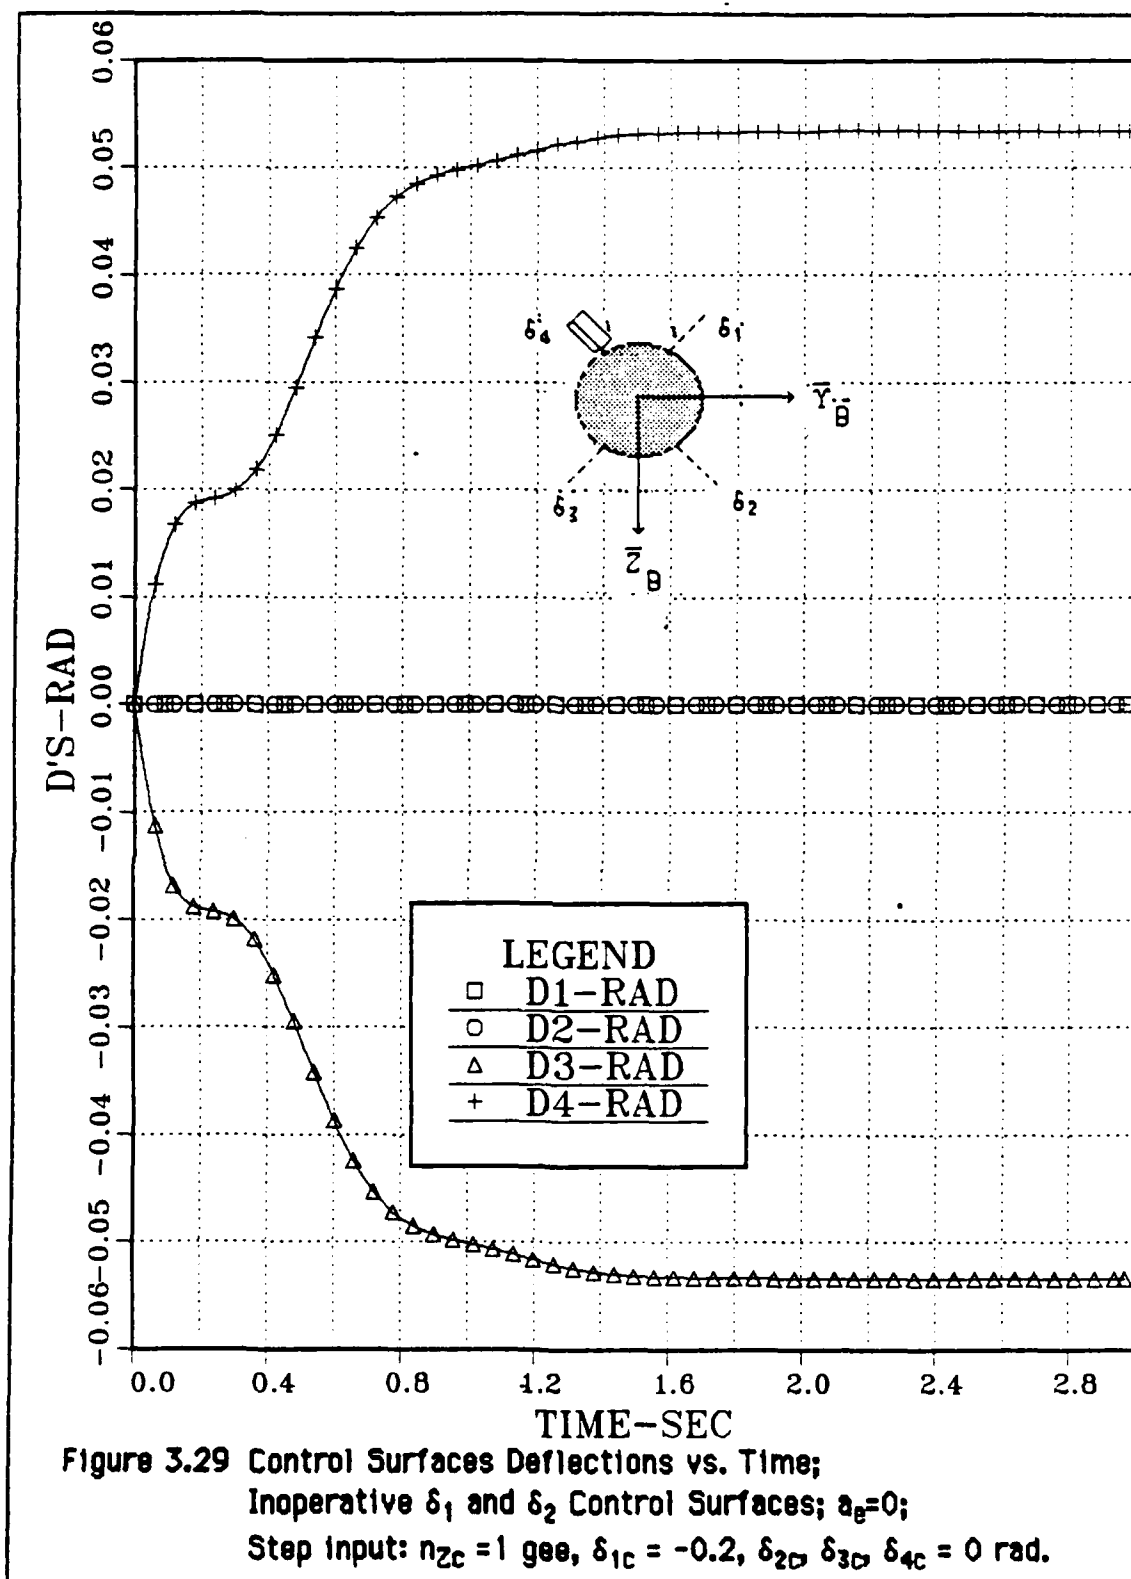 0.06
0.05
0.04
0.03
0.02
0.01
0.00
-0.01
-0.02
-0.03
-0.04
-0.05
-0.06
D'S-RAD
δ4
δ1
Y̅B
δ3
δ2
Z̅B
LEGEND
D1-RAD
D2-RAD
D3-RAD
D4-RAD
0.0 0.4 0.8 1.2 1.6 2.0 2.4 2.8
TIME-SEC
Figure 3.29 Control Surfaces Deflections vs. Time;
Inoperative δ₁ and δ₂ Control Surfaces; aₑ=0;
Step input: n_Zc = 1 gee, δ₁c = -0.2, δ₂c, δ₃c, δ₄c = 0 rad.